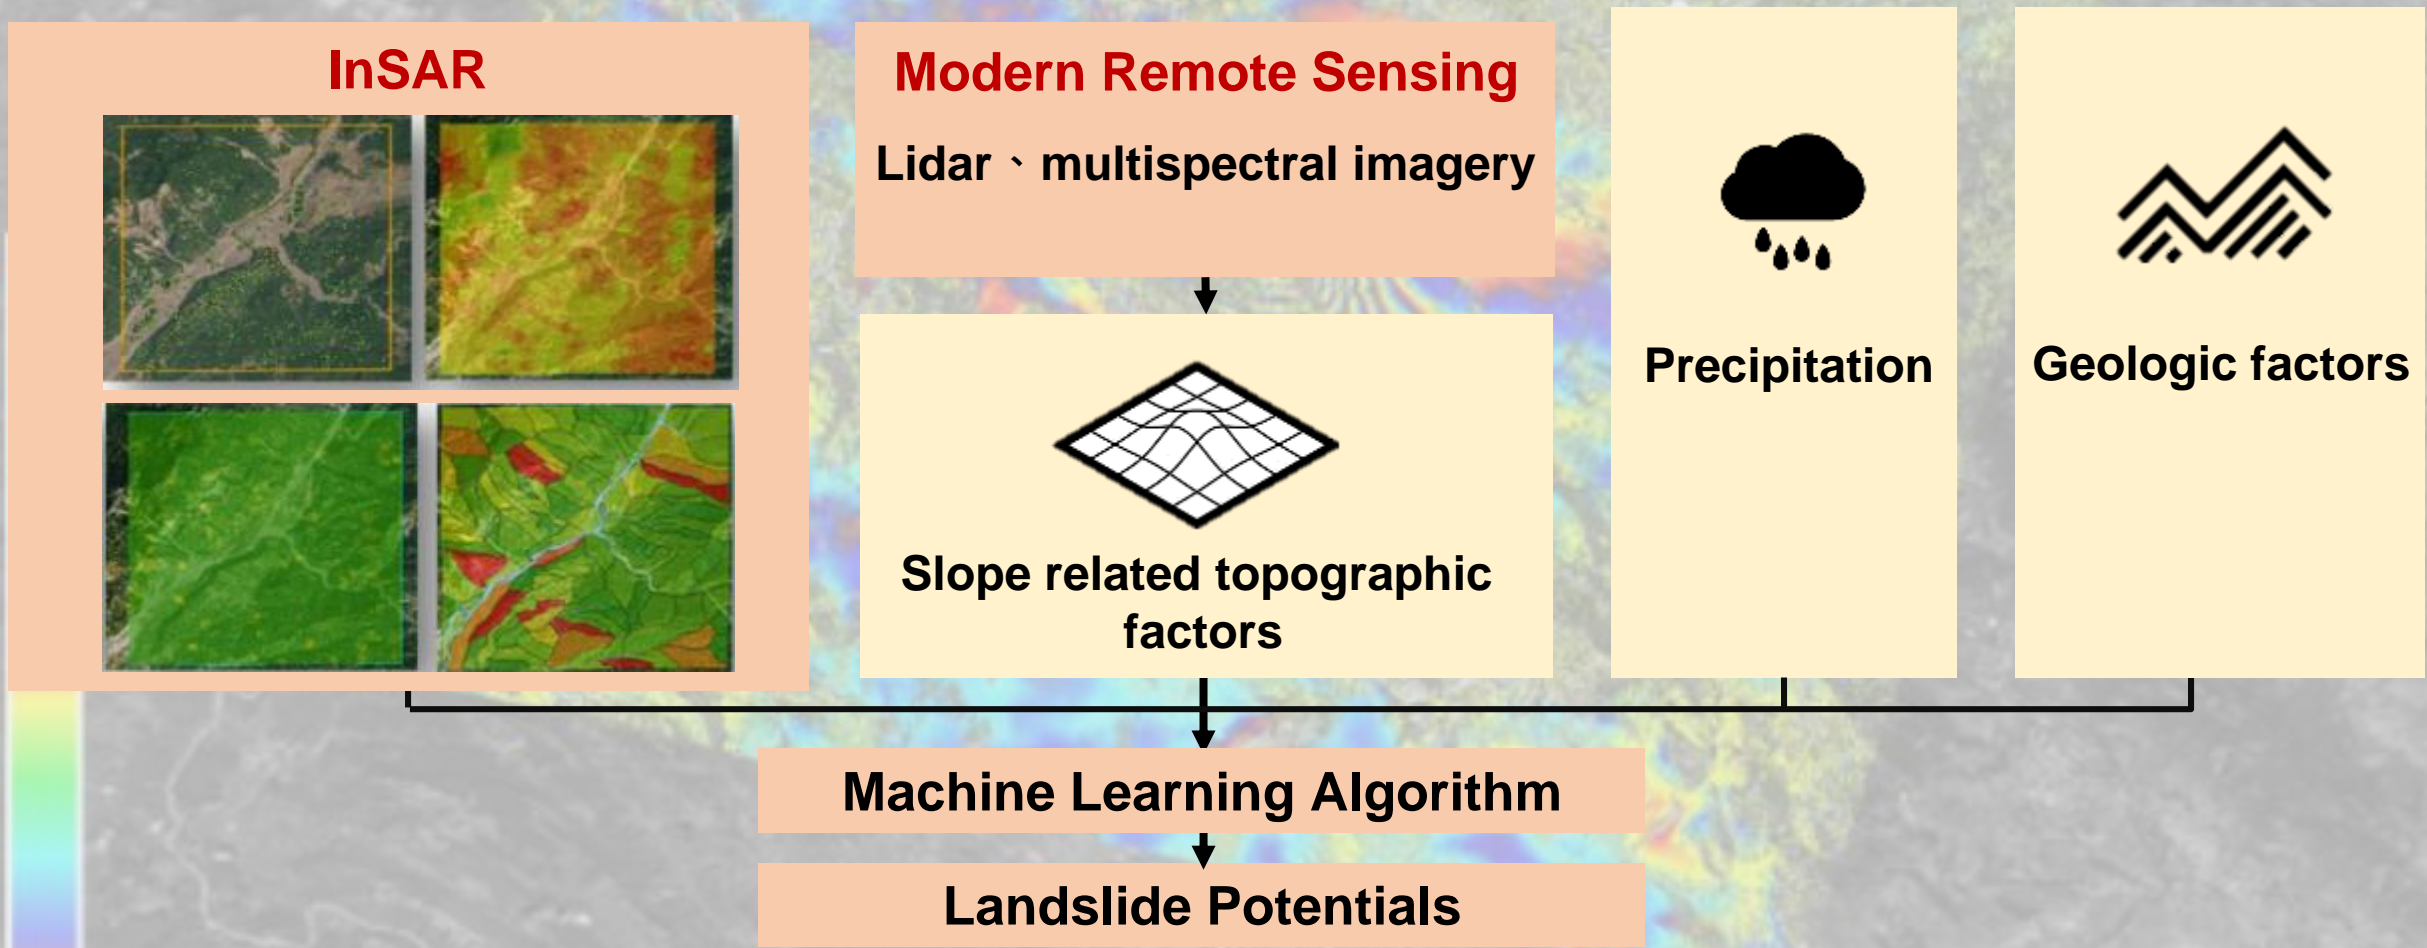 InSAR
Modern Remote Sensing
Lidar、multispectral imagery
Slope related topographic
factors
Precipitation
Geologic factors
Machine Learning Algorithm
Landslide Potentials